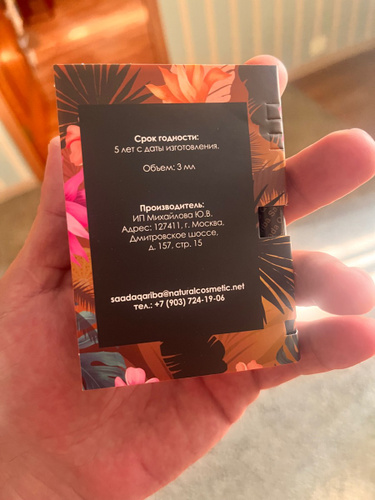 Срок годности:
5 лет с даты изготовления.
Объем: 3 мл
Производитель:
ИП Михайлова Ю.В.
Адрес: 127411, г. Москва,
Дмитровское шоссе,
д. 157, стр. 15
saadaqariba@naturalcosmetic.net
тел.: +7 (903) 724-19-06